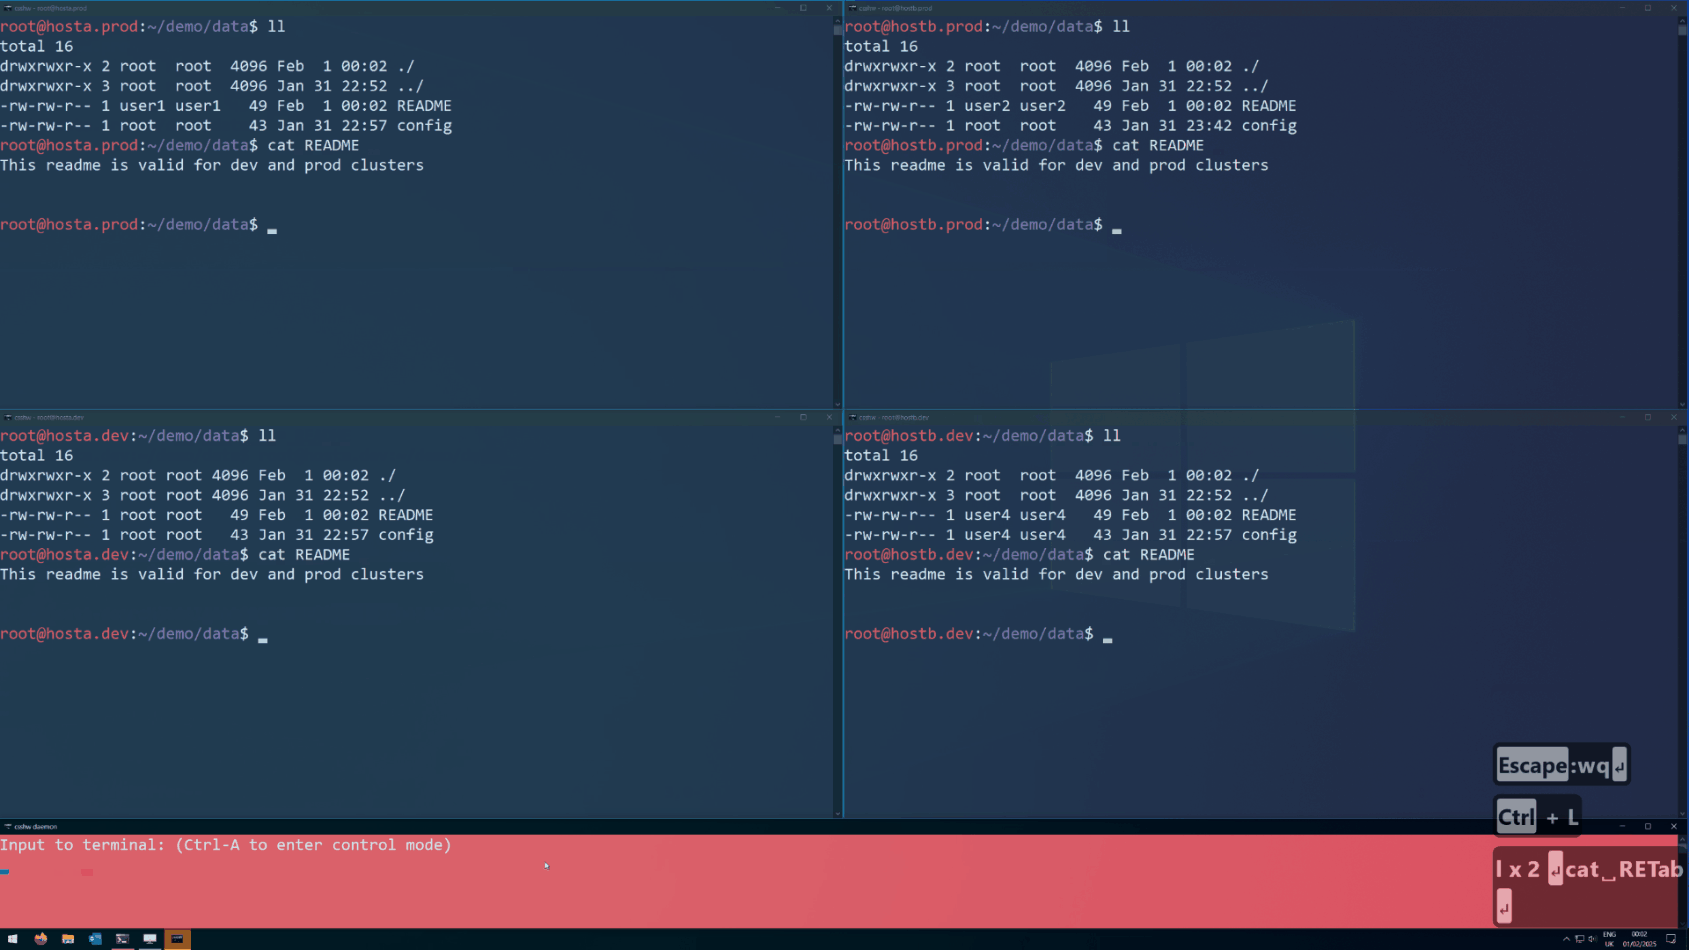 csshw - root@hosta.prod
root@hosta.prod:~/demo/data$ ll
total 16
drwxrwxr-x 2 root  root  4096 Feb  1 00:02 ./
drwxrwxr-x 3 root  root  4096 Jan 31 22:52 ../
-rw-rw-r-- 1 user1 user1   49 Feb  1 00:02 README
-rw-rw-r-- 1 root  root    43 Jan 31 22:57 config
root@hosta.prod:~/demo/data$ cat README
This readme is valid for dev and prod clusters
root@hosta.prod:~/demo/data$
csshw - root@hostb.prod
root@hostb.prod:~/demo/data$ ll
total 16
drwxrwxr-x 2 root  root  4096 Feb  1 00:02 ./
drwxrwxr-x 3 root  root  4096 Jan 31 22:52 ../
-rw-rw-r-- 1 user2 user2   49 Feb  1 00:02 README
-rw-rw-r-- 1 root  root    43 Jan 31 23:42 config
root@hostb.prod:~/demo/data$ cat README
This readme is valid for dev and prod clusters
root@hostb.prod:~/demo/data$
csshw - root@hosta.dev
root@hosta.dev:~/demo/data$ ll
total 16
drwxrwxr-x 2 root root 4096 Feb  1 00:02 ./
drwxrwxr-x 3 root root 4096 Jan 31 22:52 ../
-rw-rw-r-- 1 root root   49 Feb  1 00:02 README
-rw-rw-r-- 1 root root   43 Jan 31 22:57 config
root@hosta.dev:~/demo/data$ cat README
This readme is valid for dev and prod clusters
root@hosta.dev:~/demo/data$
csshw - root@hostb.dev
root@hostb.dev:~/demo/data$ ll
total 16
drwxrwxr-x 2 root  root  4096 Feb  1 00:02 ./
drwxrwxr-x 3 root  root  4096 Jan 31 22:52 ../
-rw-rw-r-- 1 user4 user4   49 Feb  1 00:02 README
-rw-rw-r-- 1 user4 user4   43 Jan 31 22:57 config
root@hostb.dev:~/demo/data$ cat README
This readme is valid for dev and prod clusters
root@hostb.dev:~/demo/data$
Escape:wq↵
Ctrl + L
l x 2 ↵cat␣RETab
↵
csshw daemon
Input to terminal: (Ctrl-A to enter control mode)
ENG
UK
00:02
01/02/2025